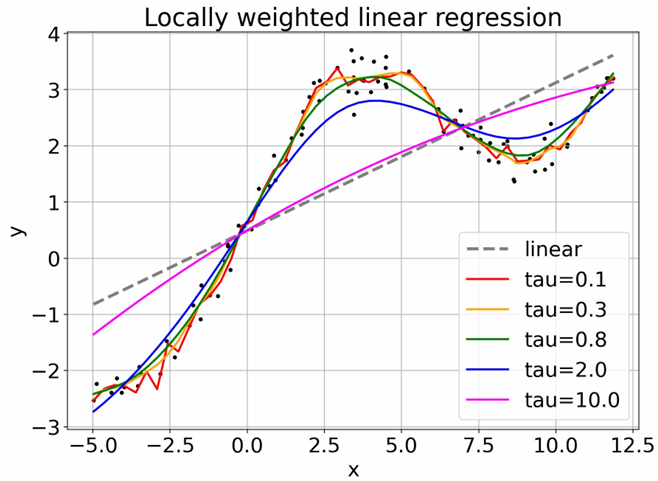 Locally weighted linear regression
4
3
2
1
0
−1
−2
−3
y
−5.0 −2.5 0.0 2.5 5.0 7.5 10.0 12.5
x
linear
tau=0.1
tau=0.3
tau=0.8
tau=2.0
tau=10.0